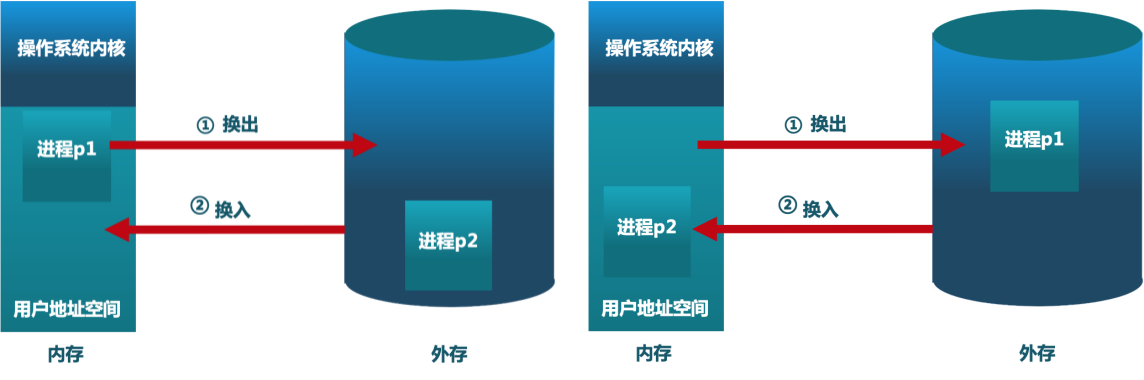 操作系统内核
进程p1
① 换出
② 换入
进程p2
用户地址空间
内存
外存
操作系统内核
① 换出
进程p1
② 换入
进程p2
用户地址空间
内存
外存